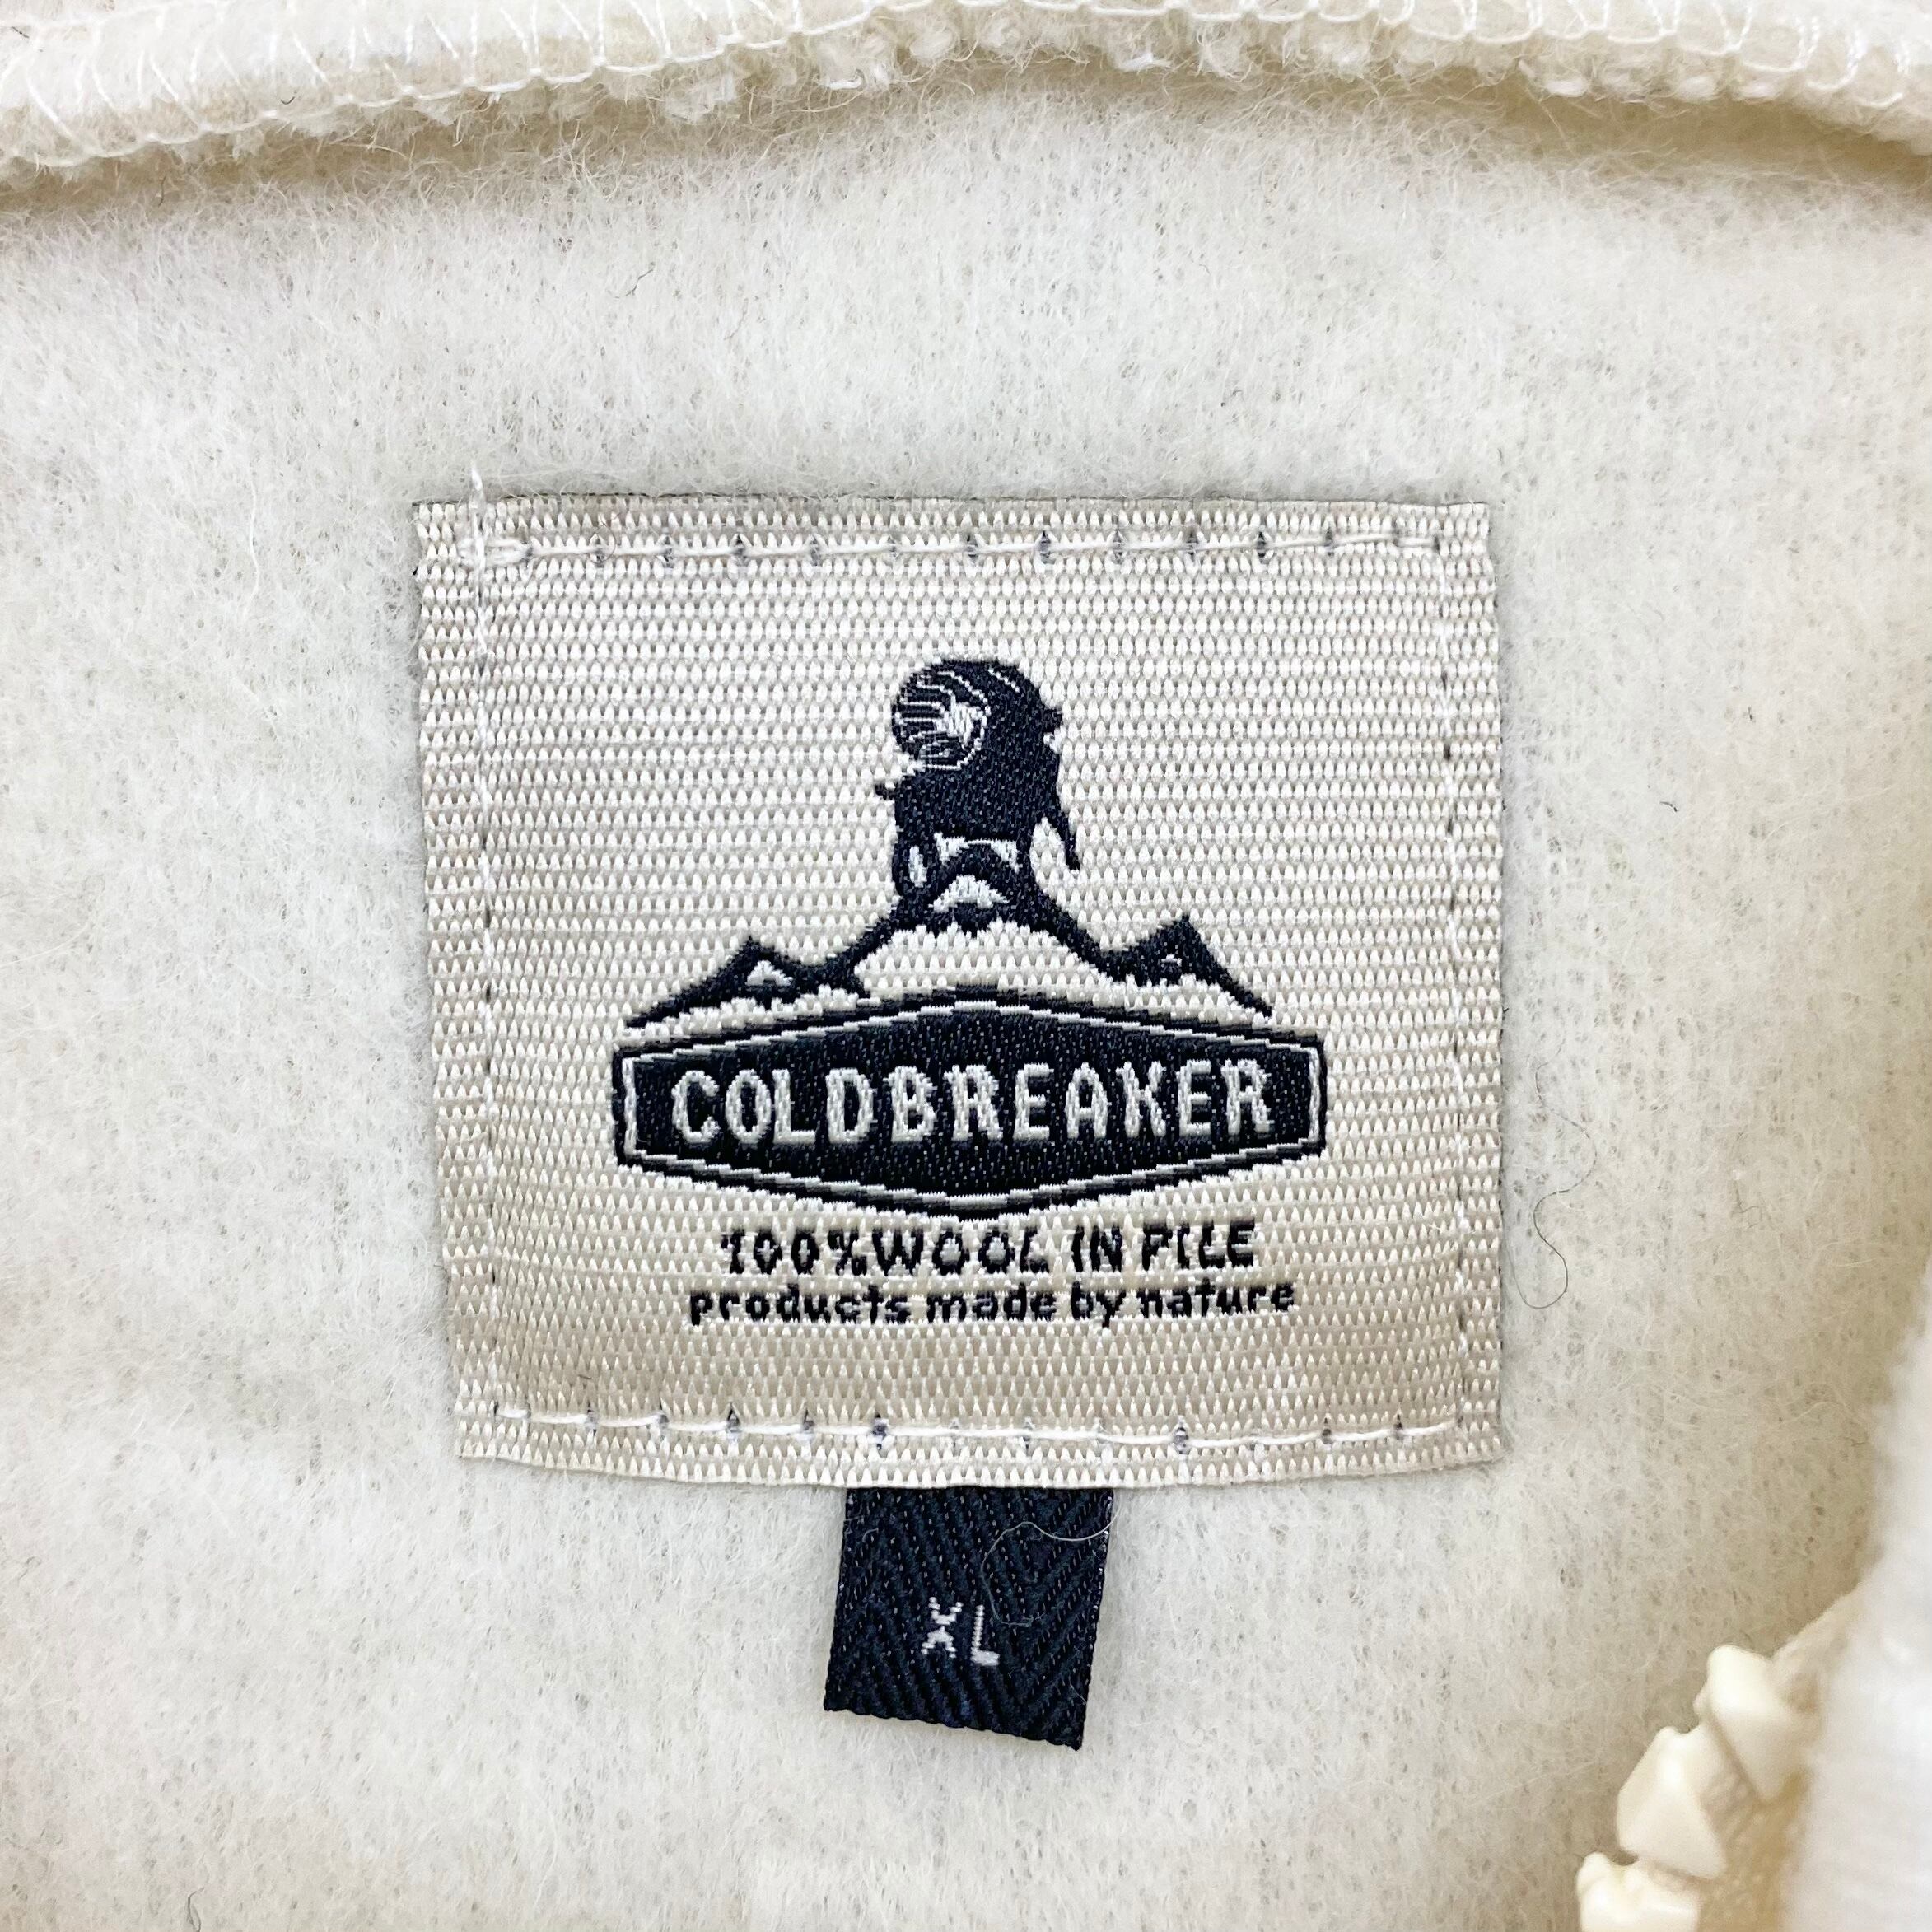 COLDBREAKER
100%WOOL IN PILE
products made by nature
XL